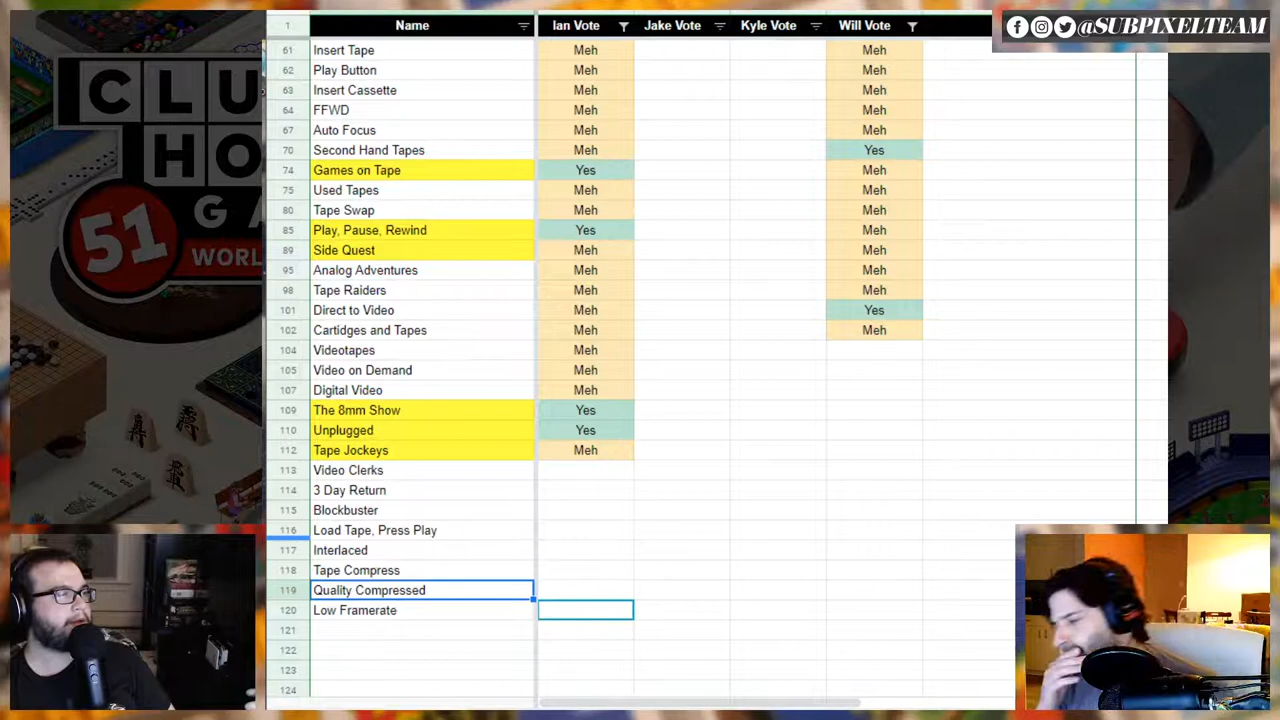 @SUBPIXELTEAM
1 Name Ian Vote Jake Vote Kyle Vote Will Vote
61 Insert Tape Meh Meh
62 Play Button Meh Meh
63 Insert Cassette Meh Meh
64 FFWD Meh Meh
67 Auto Focus Meh Meh
70 Second Hand Tapes Meh Yes
74 Games on Tape Yes Meh
75 Used Tapes Meh Meh
80 Tape Swap Meh Meh
85 Play, Pause, Rewind Yes Meh
89 Side Quest Meh Meh
95 Analog Adventures Meh Meh
98 Tape Raiders Meh Meh
101 Direct to Video Meh Yes
102 Cartidges and Tapes Meh Meh
104 Videotapes Meh
105 Video on Demand Meh
107 Digital Video Meh
109 The 8mm Show Yes
110 Unplugged Yes
112 Tape Jockeys Meh
113 Video Clerks
114 3 Day Return
115 Blockbuster
116 Load Tape, Press Play
117 Interlaced
118 Tape Compress
119 Quality Compressed
120 Low Framerate
121
122
123
124
CLU
HO
51
GA
WORL